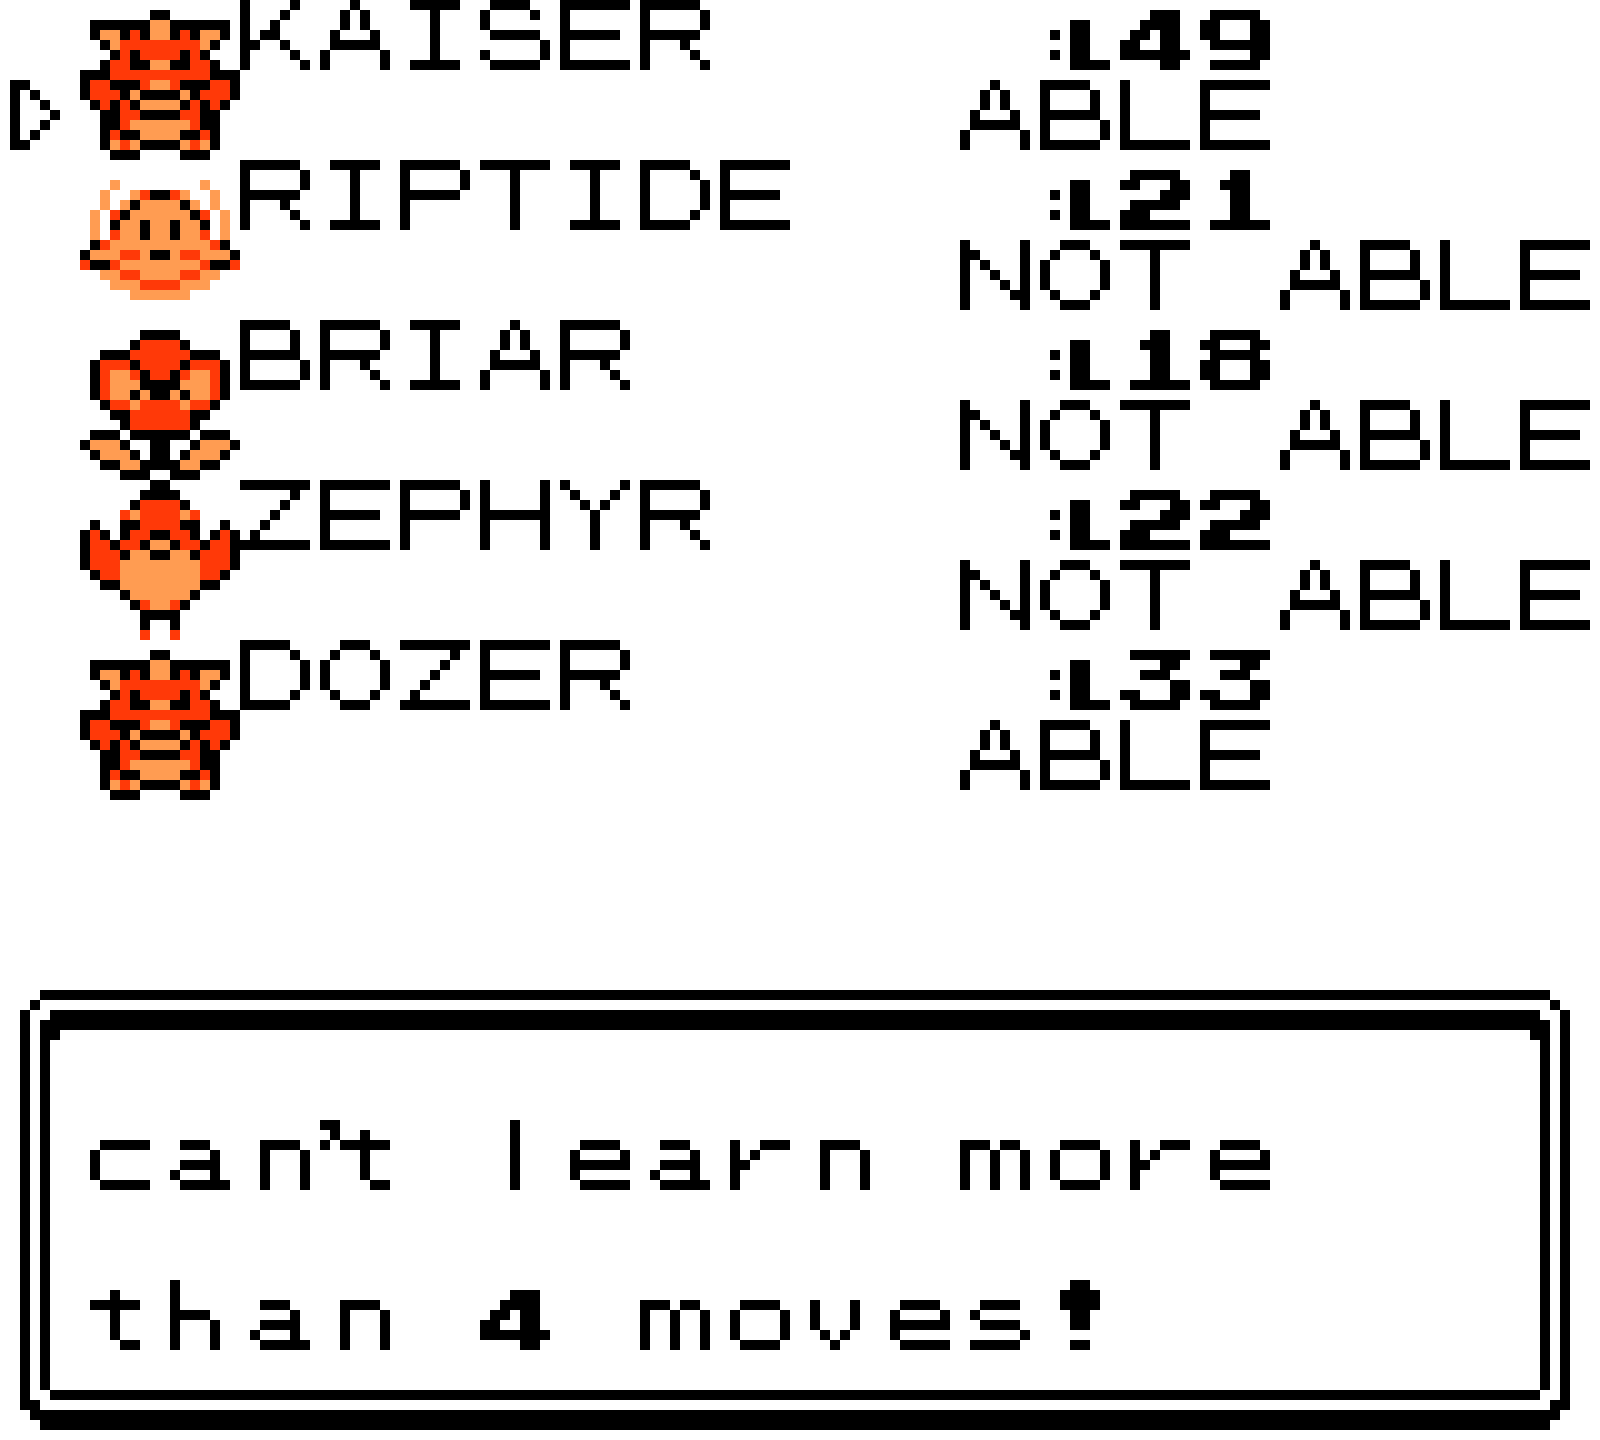 KAISER :L49
ABLE
RIPTIDE :L21
NOT ABLE
BRIAR :L18
NOT ABLE
ZEPHYR :L22
NOT ABLE
DOZER :L33
ABLE
can't learn more
than 4 moves!